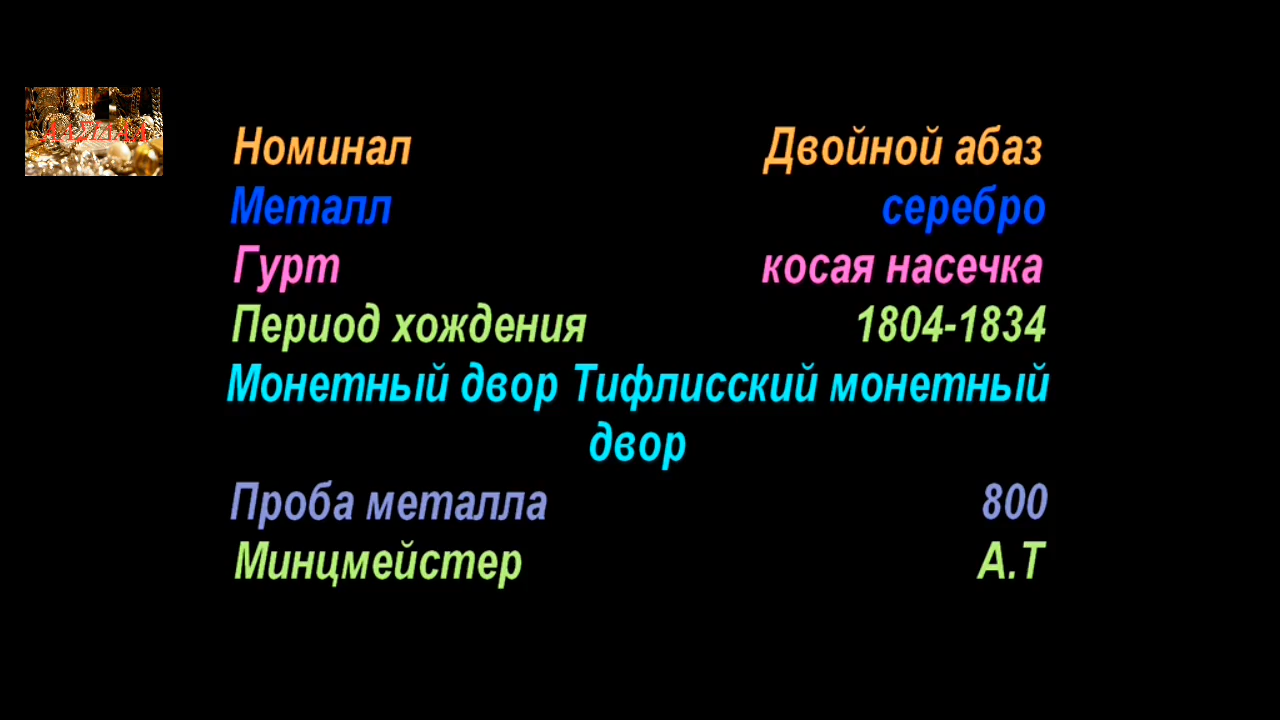 Номинал Двойной абаз
Металл серебро
Гурт косая насечка
Период хождения 1804-1834
Монетный двор Тифлисский монетный
двор
Проба металла 800
Минцмейстер А.Т